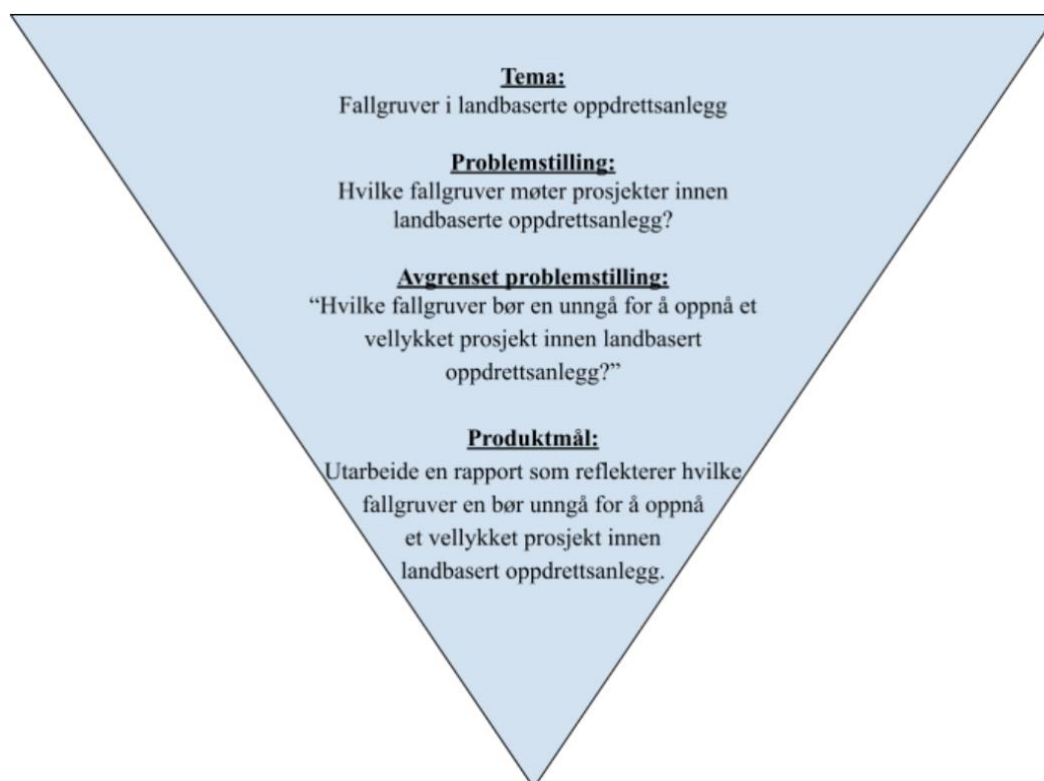 Tema:
Fallgruver i landbaserte oppdrettsanlegg
Problemstilling:
Hvilke fallgruver møter prosjekter innen
landbaserte oppdrettsanlegg?
Avgrenset problemstilling:
“Hvilke fallgruver bør en unngå for å oppnå et
vellykket prosjekt innen landbasert
oppdrettsanlegg?”
Produktmål:
Utarbeide en rapport som reflekterer hvilke
fallgruver en bør unngå for å oppnå
et vellykket prosjekt innen
landbasert oppdrettsanlegg.